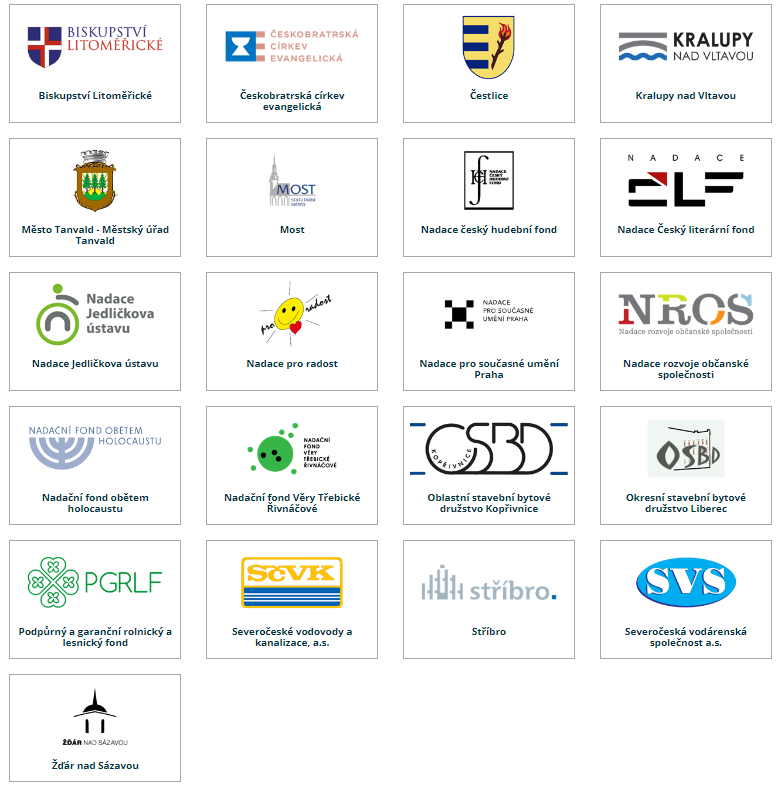 BISKUPSTVÍ
LITOMĚŘICKÉ
Biskupství Litoměřické
ČESKOBRATRSKÁ
CÍRKEV
EVANGELICKÁ
Českobratrská církev
evangelická
Čestlice
KRALUPY
NAD VLTAVOU
Kralupy nad Vltavou
Město Tanvald - Městský úřad
Tanvald
MOST
STATUTÁRNÍ
MĚSTO
Most
NADACE
ČESKÝ
HUDEBNÍ
FOND
Nadace český hudební fond
NADACE
ČLF
Nadace Český literární fond
Nadace
Jedličkova
ústavu
Nadace Jedličkova ústavu
pro radost
Nadace pro radost
NADACE
PRO SOUČASNÉ
UMĚNÍ PRAHA
Nadace pro současné umění
Praha
NROS
Nadace rozvoje občanské společnosti
Nadace rozvoje občanské
společnosti
NADAČNÍ FOND OBĚTEM
HOLOCAUSTU
Nadační fond obětem
holocaustu
NADAČNÍ
FOND
VĚRY
TŘEBICKÉ
ŘIVNÁČOVÉ
Nadační fond Věry Třebické
Řivnáčové
OSBD
KOPŘIVNICE
Oblastní stavební bytové
družstvo Kopřivnice
OSBD
Okresní stavební bytové
družstvo Liberec
PGRLF
Podpůrný a garanční rolnický a
lesnický fond
SČVK
Severočeské vodovody a
kanalizace, a.s.
stříbro.
Stříbro
SVS
Severočeská vodárenská
společnost a.s.
ŽĎÁR NAD SÁZAVOU
Žďár nad Sázavou